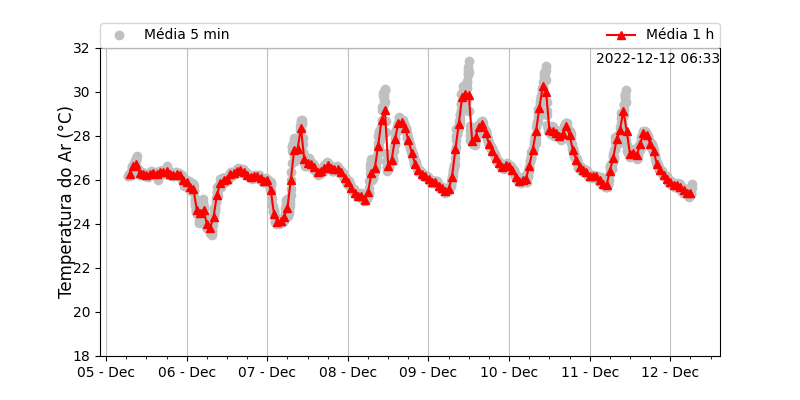 Média 5 min
Média 1 h
2022-12-12 06:33
Temperatura do Ar (°C)
32
30
28
26
24
22
20
18
05 - Dec
06 - Dec
07 - Dec
08 - Dec
09 - Dec
10 - Dec
11 - Dec
12 - Dec